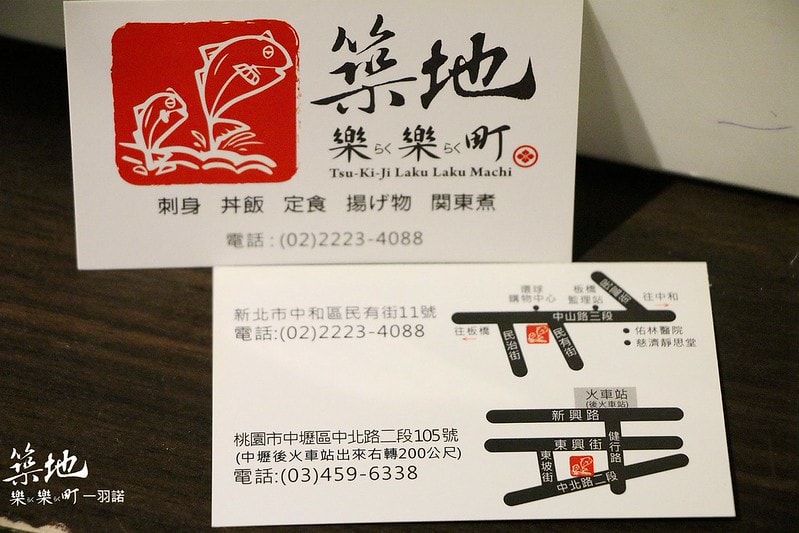 築地
樂らく樂らく町
Tsu-Ki-Ji Laku Laku Machi
刺身 丼飯 定食 揚げ物 関東煮
電話:(02)2223-4088
新北市中和區民有街11號
電話:(02)2223-4088
環球
購物中心
板橋
監理站
民富街
往中和
中山路三段
往板橋
民治街
民有街
佑林醫院
慈濟靜思堂
桃園市中壢區中北路二段105號
(中壢後火車站出來右轉200公尺)
電話:(03)459-6338
火車站
(後火車站)
新興路
東興街
健行路
東坡街
中北路二段
築地
樂らく樂らく町一羽諾